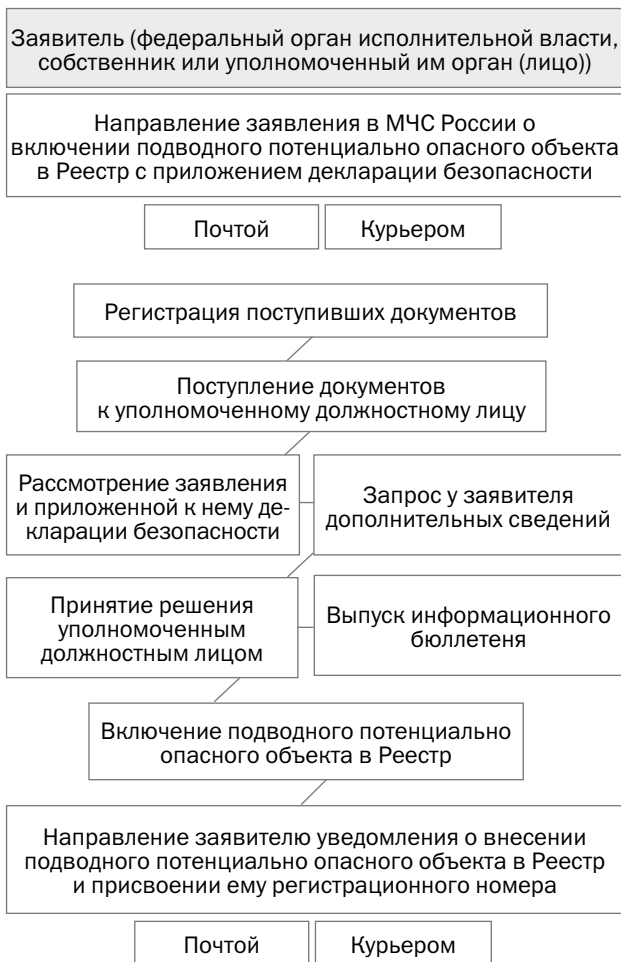 Заявитель (федеральный орган исполнительной власти,
собственник или уполномоченный им орган (лицо))
Направление заявления в МЧС России о
включении подводного потенциально опасного объекта
в Реестр с приложением декларации безопасности
Почтой
Курьером
Регистрация поступивших документов
Поступление документов
к уполномоченному должностному лицу
Рассмотрение заявления
и приложенной к нему де-
кларации безопасности
Запрос у заявителя
дополнительных сведений
Принятие решения
уполномоченным
должностным лицом
Выпуск информационного
бюллетеня
Включение подводного потенциально
опасного объекта в Реестр
Направление заявителю уведомления о внесении
подводного потенциально опасного объекта в Реестр
и присвоении ему регистрационного номера
Почтой
Курьером